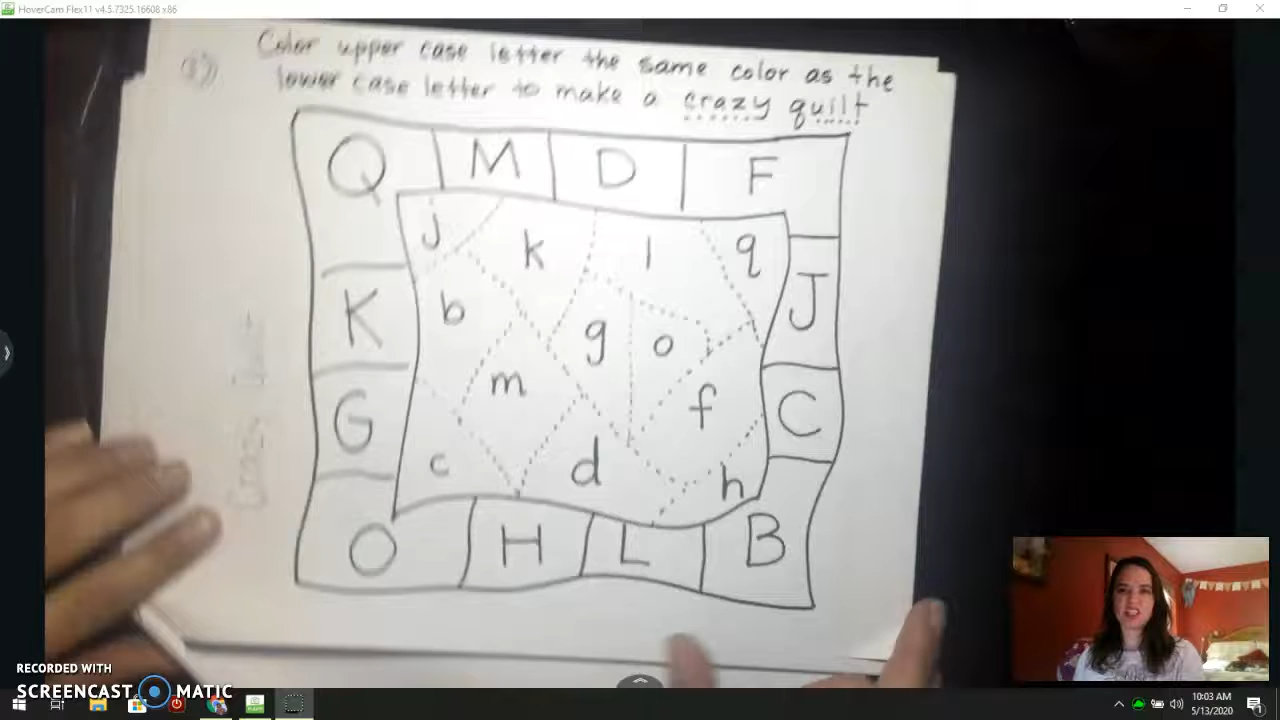 HoverCam Flex11 v4.5.7325.16608 x86
Color upper case letter the same color as the
lower case letter to make a crazy quilt
Q M D F
j k l q
K b g o J
G m f C
c d h
O H L B
RECORDED WITH
SCREENCAST MATIC
10:03 AM
5/13/2020